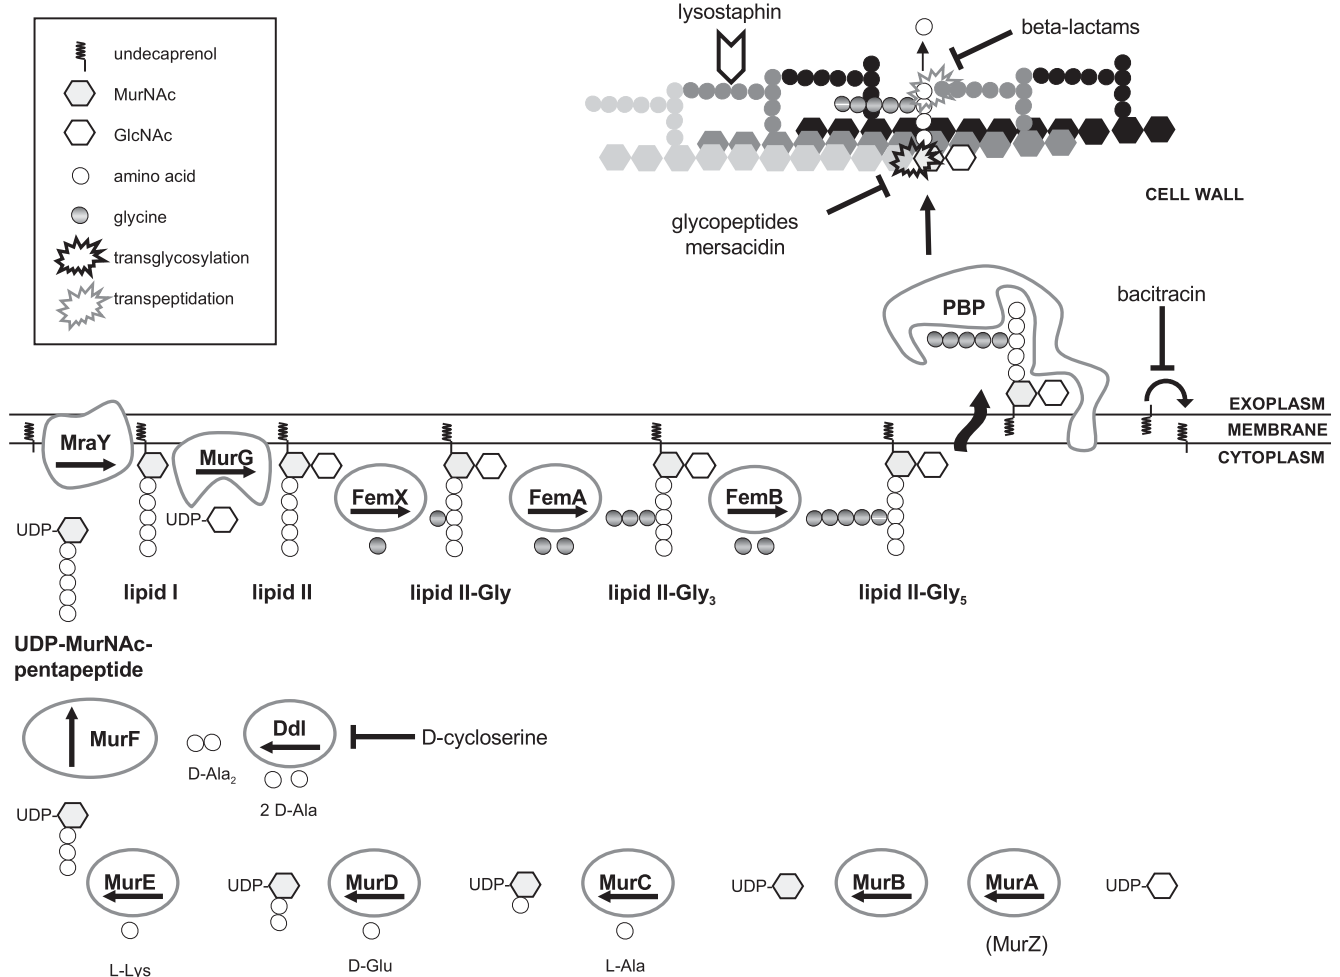 lysostaphin
beta-lactams
undecaprenol
MurNAc
GlcNAc
amino acid
glycine
transglycosylation
transpeptidation
CELL WALL
glycopeptides
mersacidin
PBP
bacitracin
EXOPLASM
MEMBRANE
CYTOPLASM
MraY
MurG
FemX
FemA
FemB
UDP-
UDP-
lipid I
lipid II
lipid II-Gly
lipid II-Gly3
lipid II-Gly5
UDP-MurNAc-
pentapeptide
MurF
D-Ala2
Ddl
2 D-Ala
D-cycloserine
UDP-
MurE
L-Lys
UDP-
MurD
D-Glu
UDP-
MurC
L-Ala
UDP-
MurB
MurA
(MurZ)
UDP-